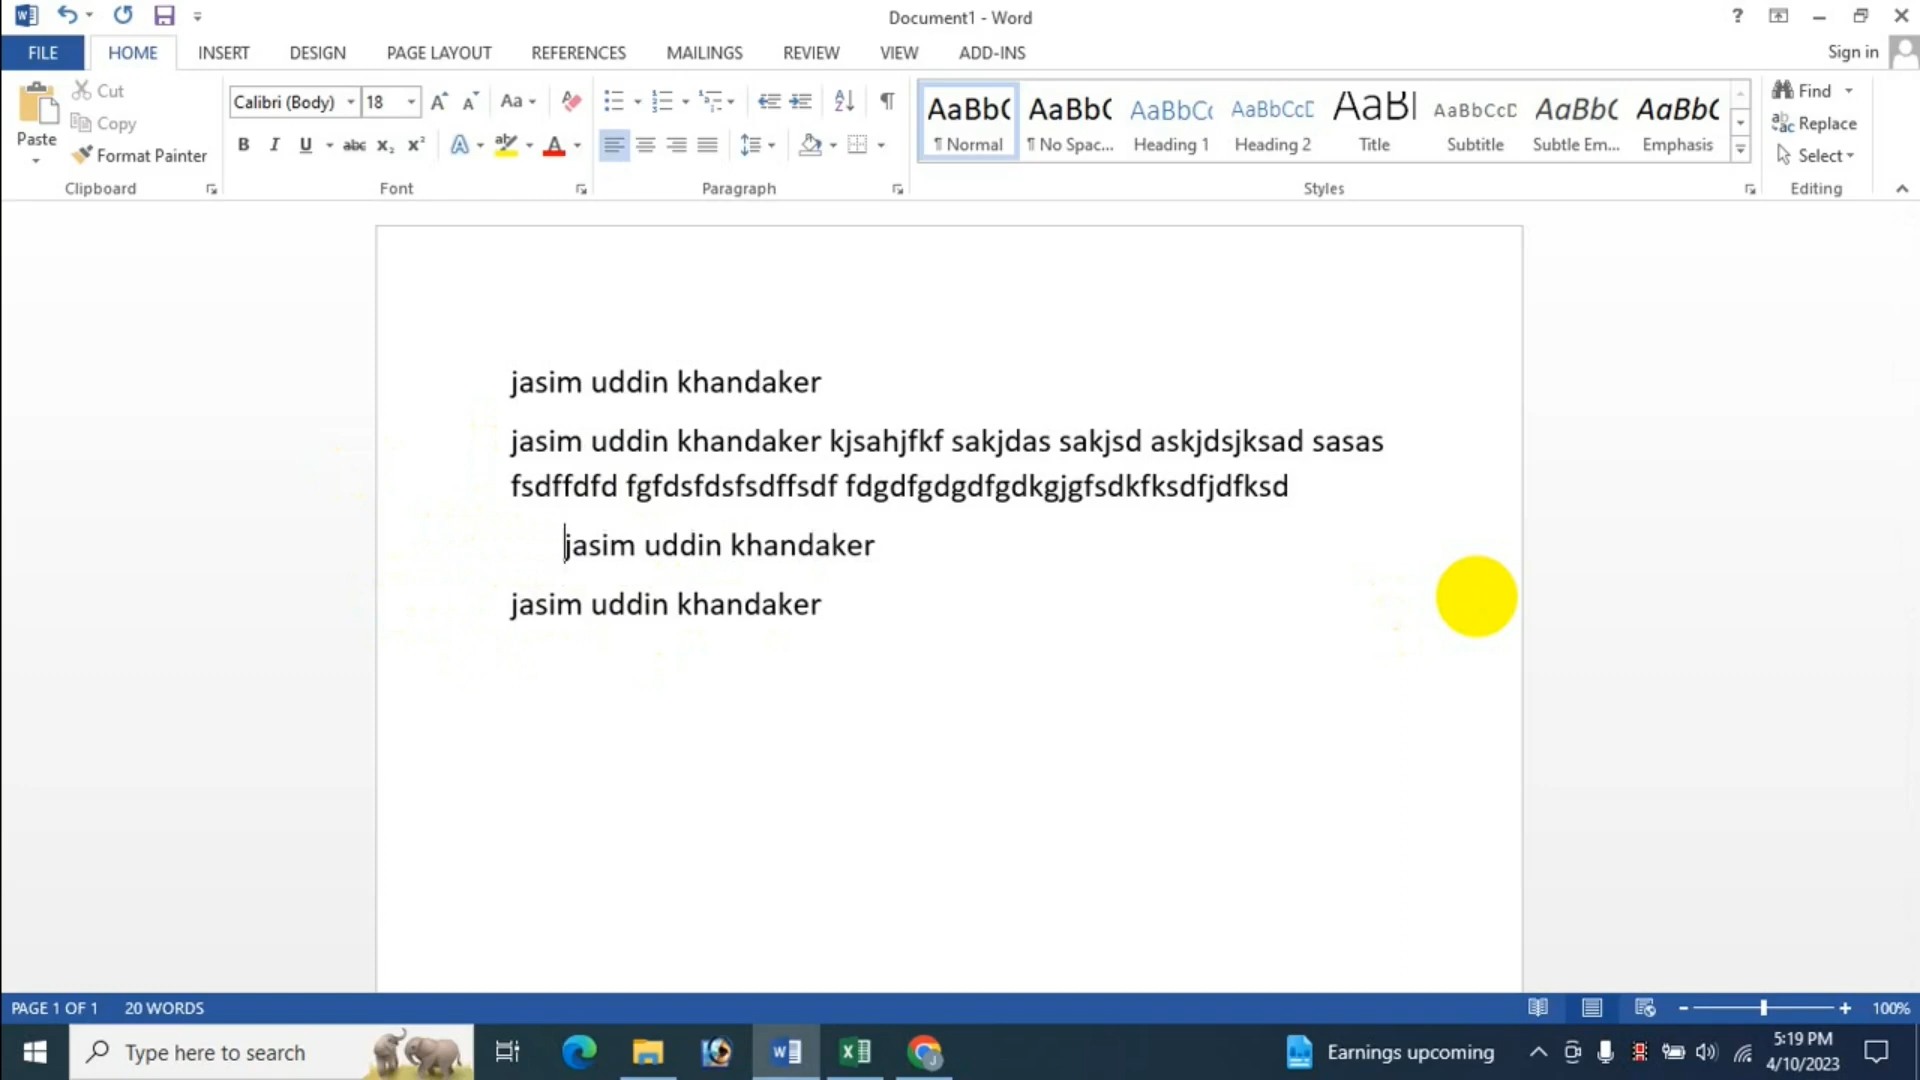 Document1 - Word
?
FILE
HOME
INSERT
DESIGN
PAGE LAYOUT
REFERENCES
MAILINGS
REVIEW
VIEW
ADD-INS
Sign in
Paste
Cut
Copy
Format Painter
Clipboard
Calibri (Body)
18
Aa
B I U abc x₂ x²
Font
Paragraph
AaBbC
¶ Normal
AaBbC
¶ No Spac...
AaBbC
Heading 1
AaBbCcD
Heading 2
AaBl
Title
AaBbCcD
Subtitle
AaBbC
Subtle Em...
AaBbC
Emphasis
Styles
Find
Replace
Select
Editing
jasim uddin khandaker
jasim uddin khandaker kjsahjfkf sakjdas sakjsd askjdsjksad sasas
fsdffdfd fgfdsfdsfsdffsdf fdgdfgdgdfgdkgjgfsdkfksdfjdfksd
jasim uddin khandaker
jasim uddin khandaker
PAGE 1 OF 1
20 WORDS
100%
Type here to search
Earnings upcoming
5:19 PM
4/10/2023